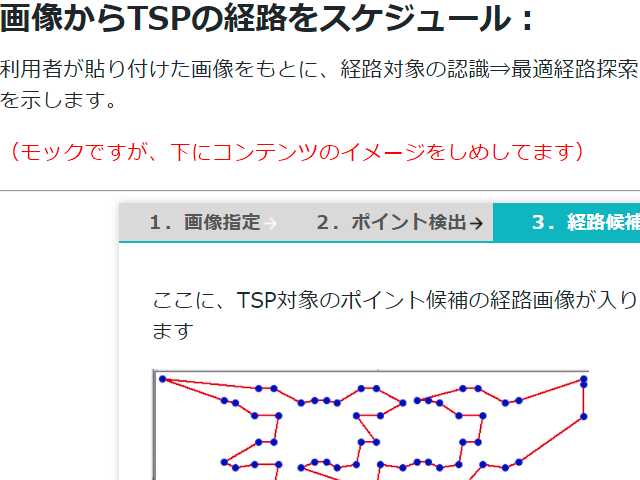 画像からTSPの経路をスケジュール：
利用者が貼り付けた画像をもとに、経路対象の認識⇒最適経路探索
を示します。
（モックですが、下にコンテンツのイメージをしめしてます）
１．画像指定→ ２．ポイント検出→ ３．経路候補
ここに、TSP対象のポイント候補の経路画像が入り
ます